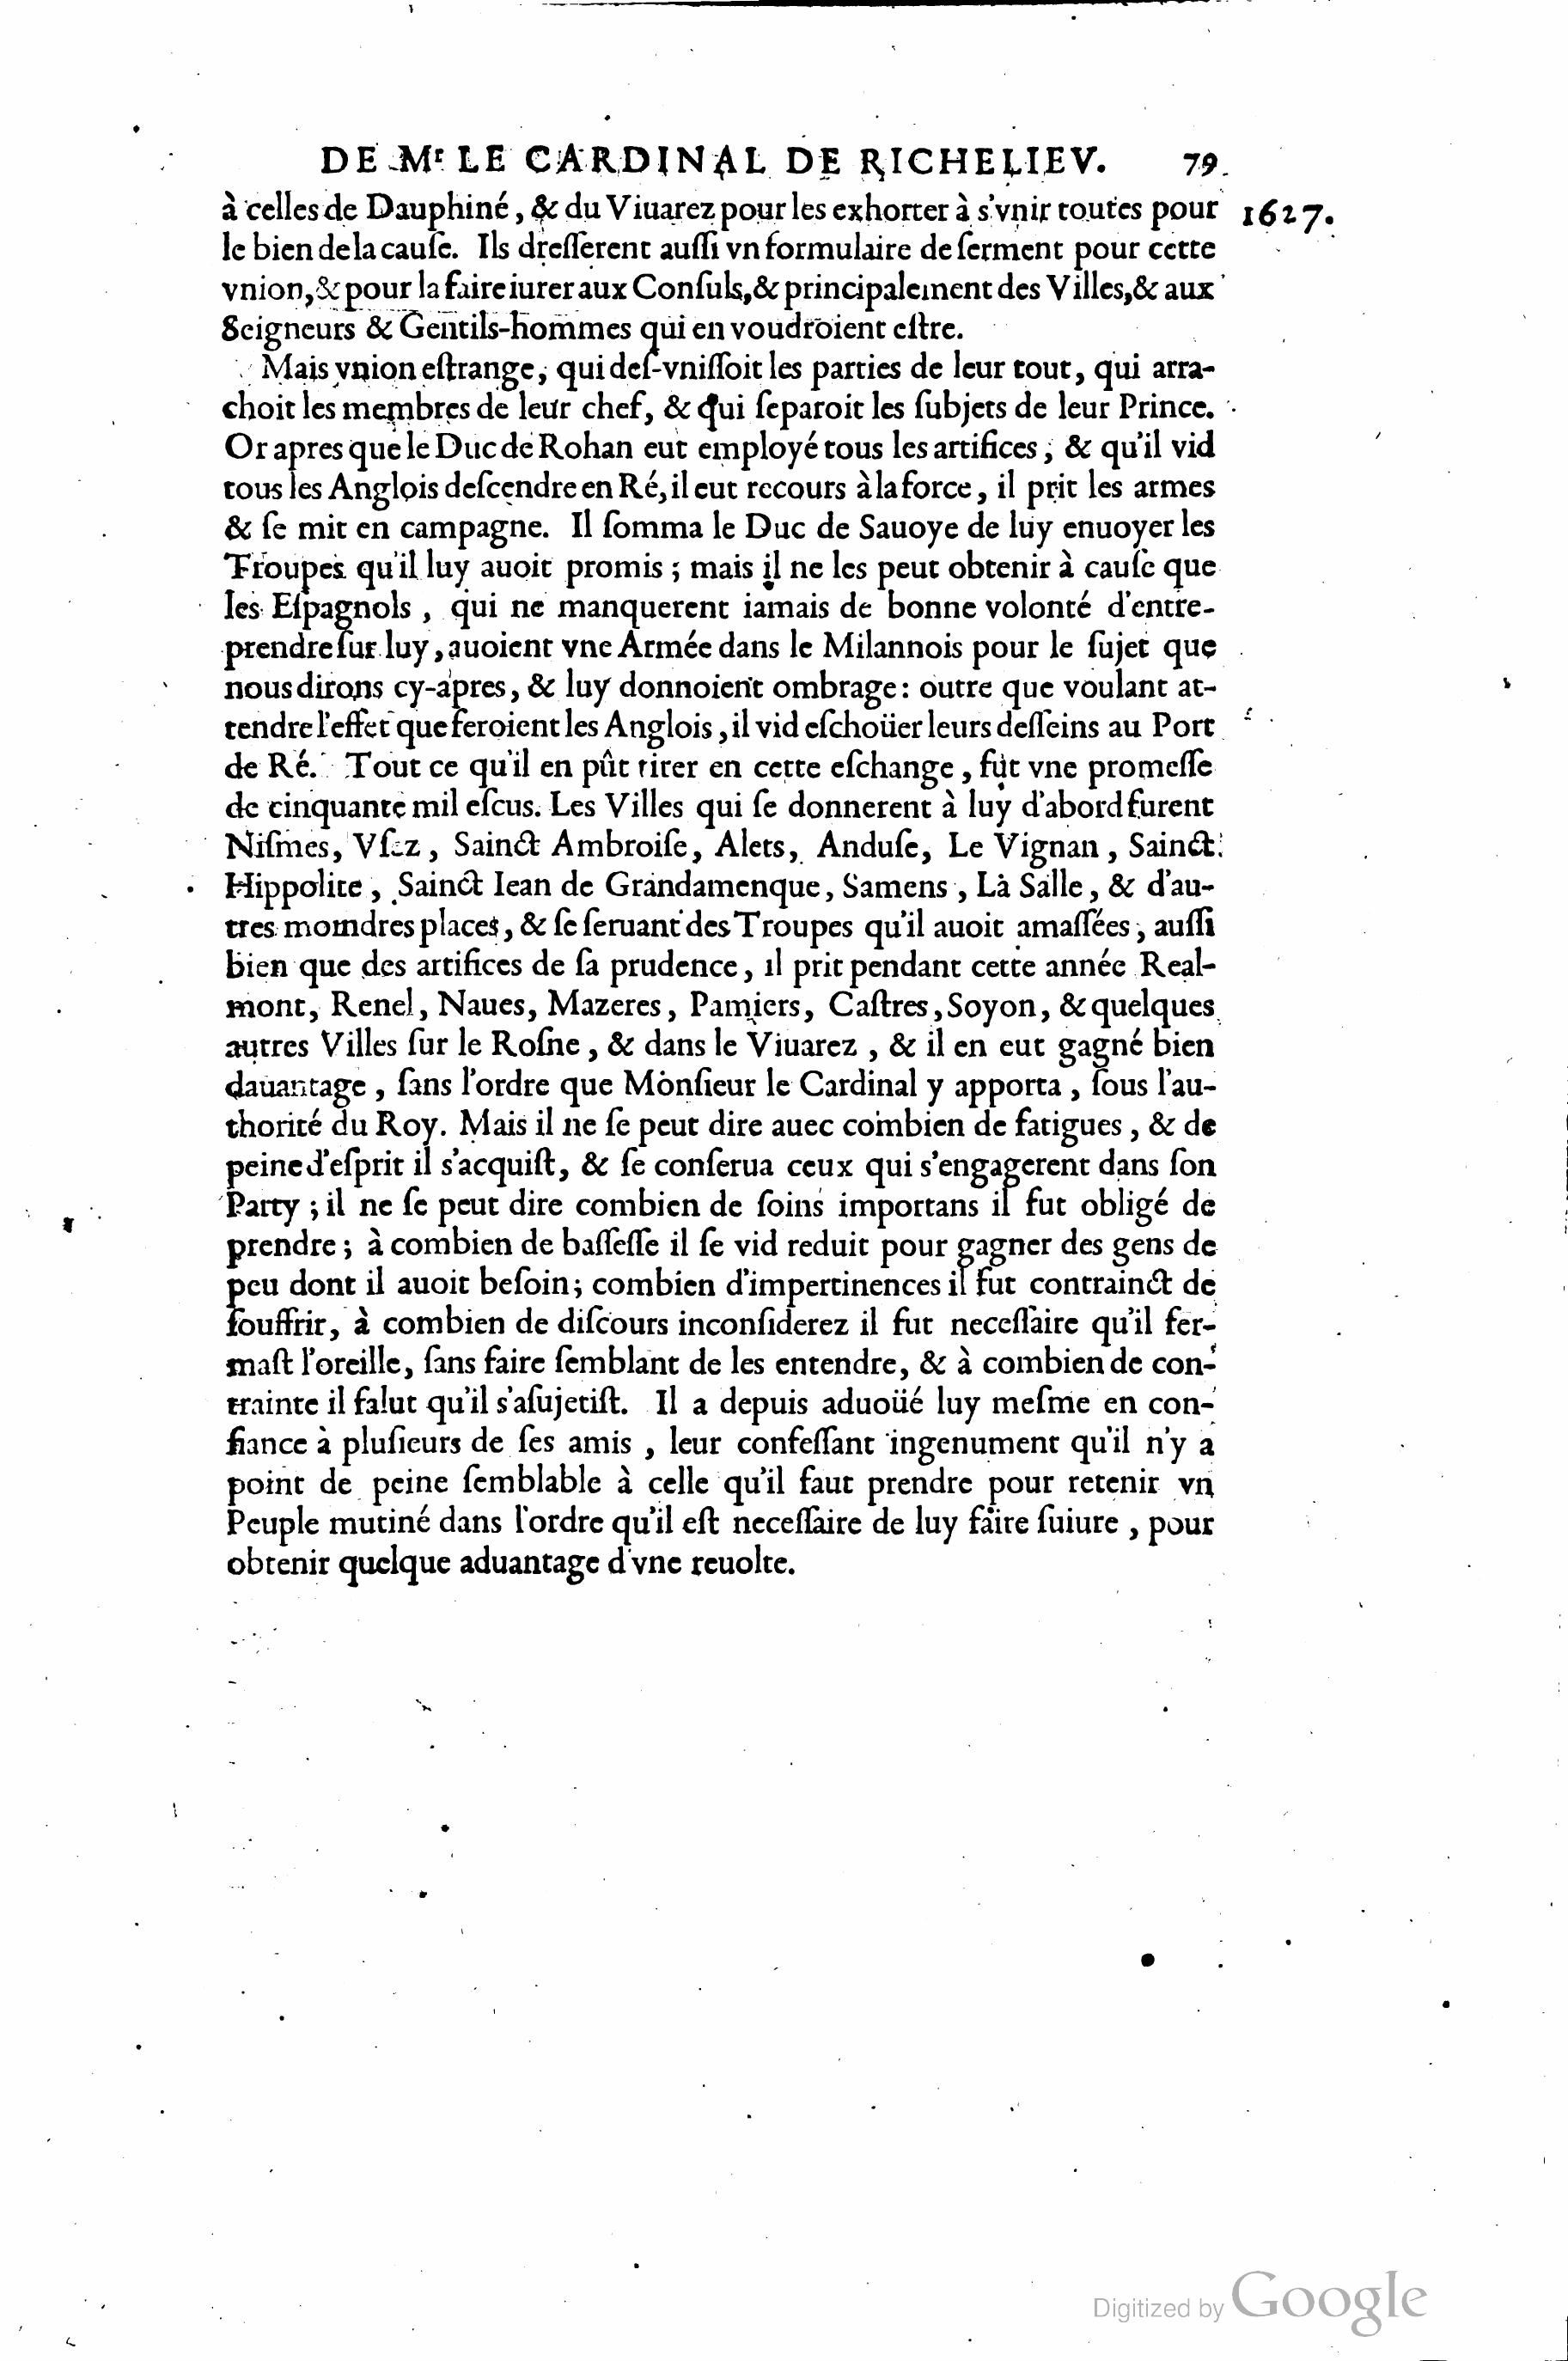 DE Mr LE CARDINAL DE RICHELIEV. 79
à celles de Dauphiné, & du Viuarez pour les exhorter à s'vnir toutes pour 1627.
le bien de la cauſe. Ils dreſſerent auſſi vn formulaire de ſerment pour cette
vnion, & pour la faire iurer aux Conſuls, & principalement des Villes, & aux
Seigneurs & Gentils-hommes qui en voudroient eſtre.
Mais vnion eſtrange, qui deſ-vniſſoit les parties de leur tout, qui arra-
choit les membres de leur chef, & qui ſeparoit les ſubjets de leur Prince.
Or apres que le Duc de Rohan eut employé tous les artifices, & qu'il vid
tous les Anglois deſcendre en Ré, il eut recours à la force, il prit les armes
& ſe mit en campagne. Il ſomma le Duc de Sauoye de luy enuoyer les
Troupes qu'il luy auoit promis ; mais il ne les peut obtenir à cauſe que
les Eſpagnols , qui ne manquerent iamais de bonne volonté d'entre-
prendre ſur luy, auoient vne Armée dans le Milannois pour le ſujet que
nous dirons cy-apres, & luy donnoient ombrage : outre que voulant at-
tendre l'effet que feroient les Anglois, il vid eſchoüer leurs deſſeins au Port
de Ré. Tout ce qu'il en pût tirer en cette eſchange, fut vne promeſſe
de cinquante mil eſcus. Les Villes qui ſe donnerent à luy d'abord furent
Niſmes, Vſez, Sainct Ambroiſe, Alets, Anduſe, Le Vignan, Sainct
Hippolite, Sainct Iean de Grandamenque, Samens, La Salle, & d'au-
tres moindres places, & ſe ſeruant des Troupes qu'il auoit amaſſées, auſſi
bien que des artifices de ſa prudence, il prit pendant cette année Real-
mont, Renel, Naues, Mazeres, Pamiers, Caſtres, Soyon, & quelques
autres Villes ſur le Roſne, & dans le Viuarez , & il en eut gagné bien
dauantage , ſans l'ordre que Monſieur le Cardinal y apporta , ſous l'au-
thorité du Roy. Mais il ne ſe peut dire auec combien de fatigues, & de
peine d'eſprit il s'acquiſt, & ſe conſerua ceux qui s'engagerent dans ſon
Party ; il ne ſe peut dire combien de ſoins importans il fut obligé de
prendre ; à combien de baſſeſſe il ſe vid reduit pour gagner des gens de
peu dont il auoit beſoin ; combien d'impertinences il fut contrainct de
ſouffrir, à combien de diſcours inconſiderez il fut neceſſaire qu'il fer-
maſt l'oreille, ſans faire ſemblant de les entendre, & à combien de con-
trainte il falut qu'il s'aſujetiſt. Il a depuis aduoüé luy meſme en con-
fiance à pluſieurs de ſes amis , leur confeſſant ingenument qu'il n'y a
point de peine ſemblable à celle qu'il faut prendre pour retenir vn
Peuple mutiné dans l'ordre qu'il eſt neceſſaire de luy faire ſuiure , pour
obtenir quelque aduantage d'vne reuolte.
Digitized by Google